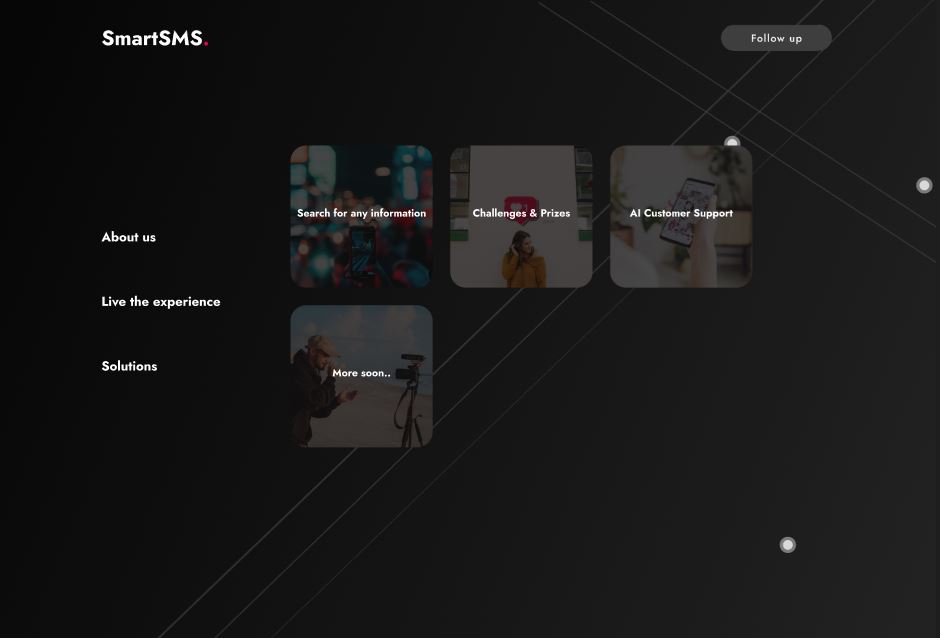 SmartSMS.
Follow up
Search for any information
Challenges & Prizes
AI Customer Support
About us
Live the experience
Solutions
More soon..